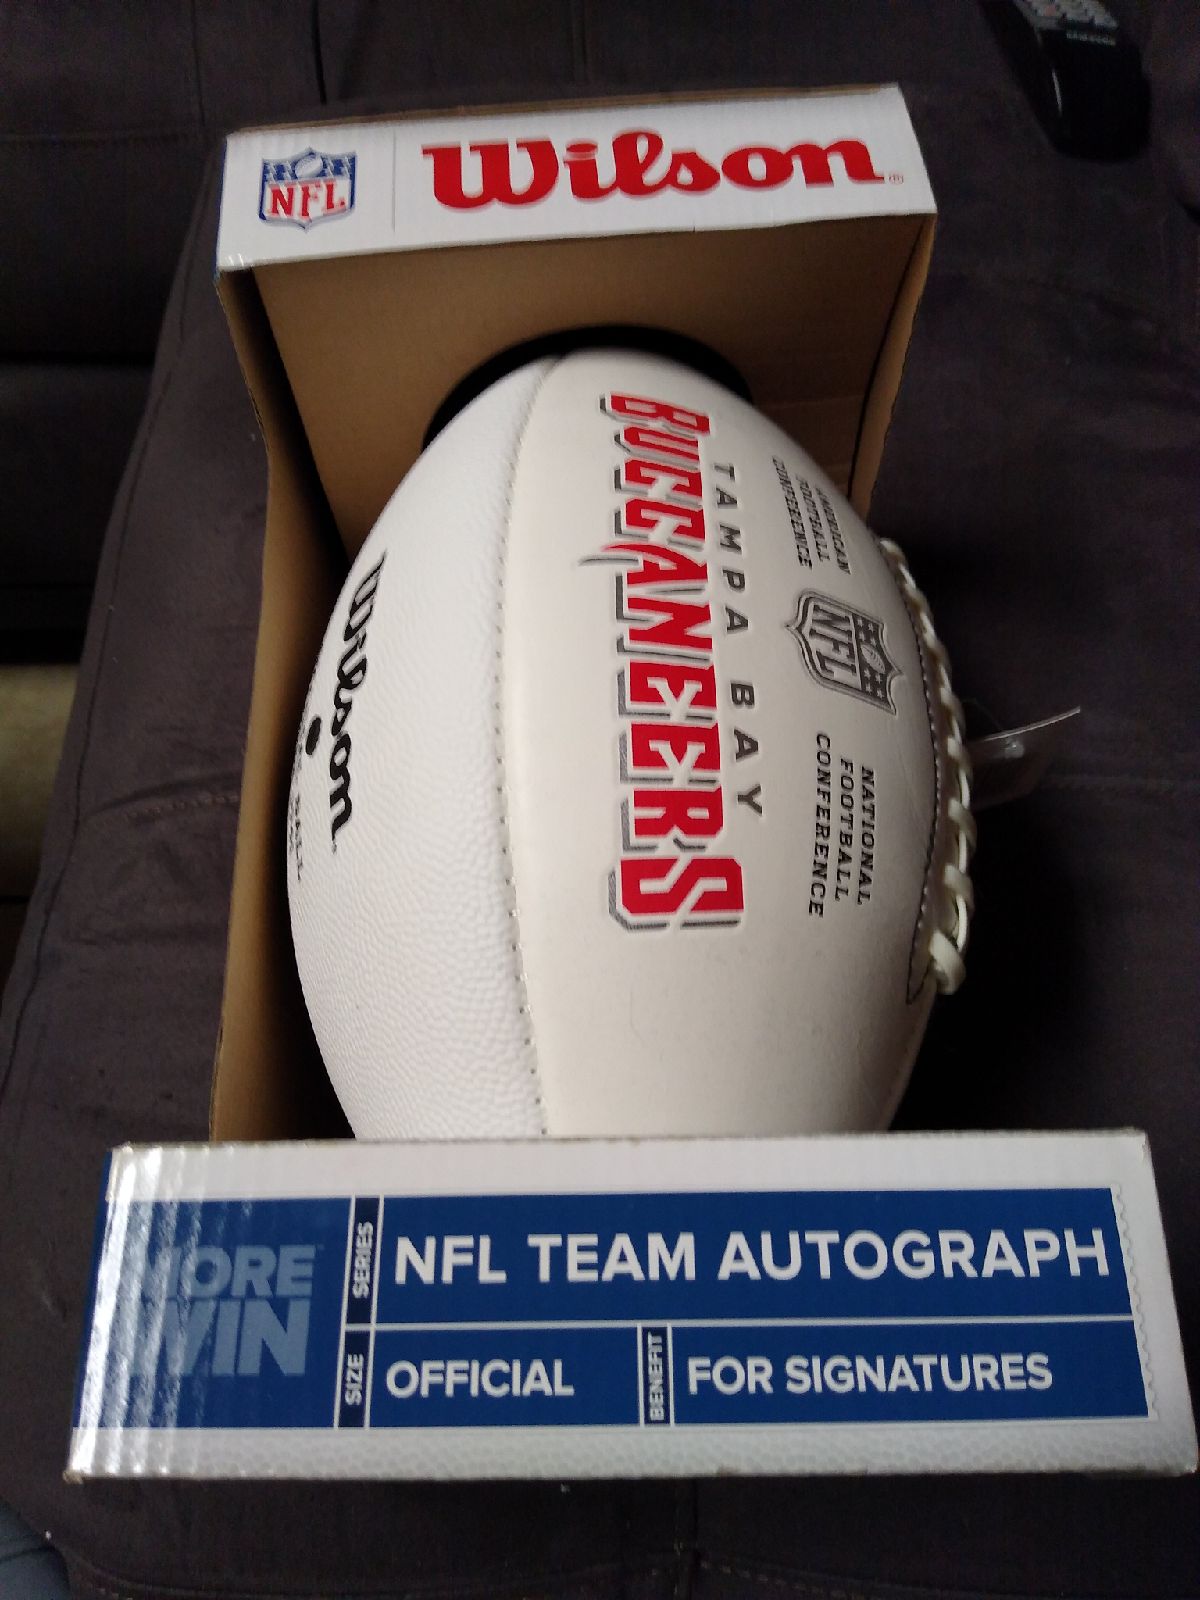 NFL
Wilson
TAMPA BAY
BUCCANEERS
AMERICAN
FOOTBALL
CONFERENCE
NFL
NATIONAL
FOOTBALL
CONFERENCE
Wilson
MORE
WIN
SERIES
NFL TEAM AUTOGRAPH
SIZE
OFFICIAL
BENEFIT
FOR SIGNATURES